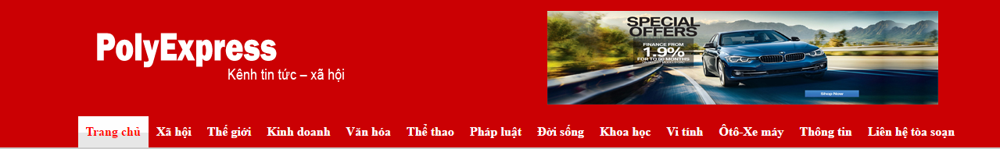 PolyExpress
Kênh tin tức – xã hội
SPECIAL
OFFERS
FINANCE FROM
1.9%
FOR TO 60 MONTHS
Shop Now
Trang chủ Xã hội Thế giới Kinh doanh Văn hóa Thể thao Pháp luật Đời sống Khoa học Vi tính Ôtô-Xe máy Thông tin Liên hệ tòa soạn